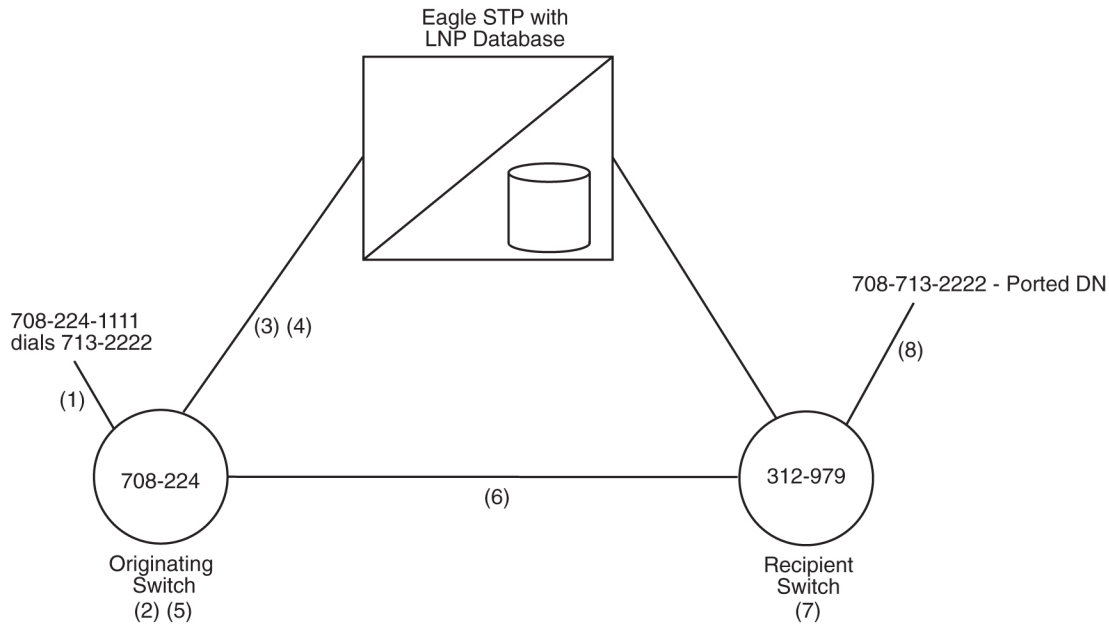 Eagle STP with
LNP Database
708-713-2222 - Ported DN
708-224-1111
dials 713-2222
(3) (4)
(8)
(1)
708-224
312-979
(6)
Originating
Switch
(2) (5)
Recipient
Switch
(7)